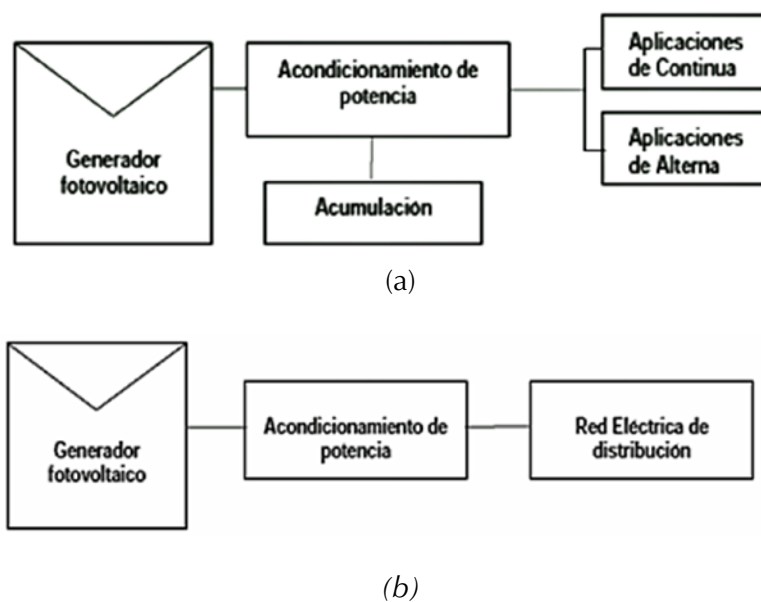 Generador
fotovoltaico
Acondicionamiento de
potencia
Acumulación
Aplicaciones
de Continua
Aplicaciones
de Alterna
(a)
Generador
fotovoltaico
Acondicionamiento de
potencia
Red Eléctrica de
distribución
(b)